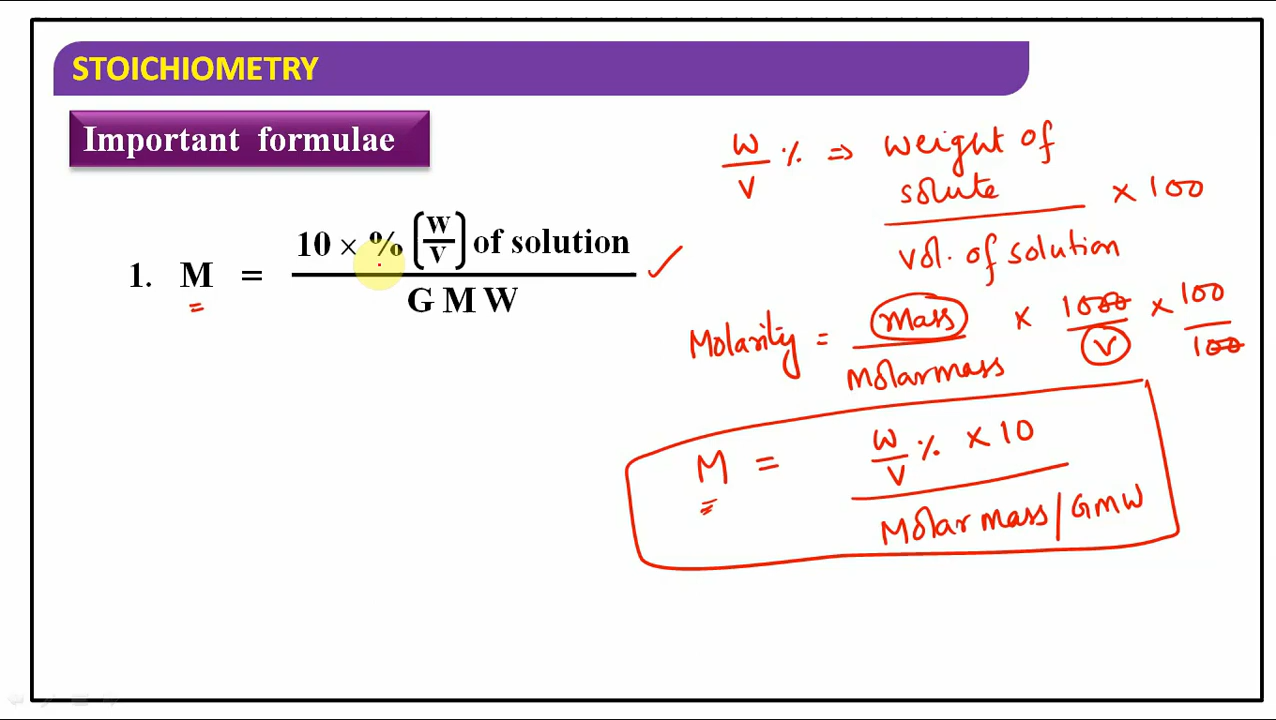 STOICHIOMETRY
Important formulae
1. M = 10 × % [W/V] of solution / G M W
W/V % ⇒ weight of solute / vol. of solution × 100
Molarity = mass / Molarmass × 1000/V × 100/100
M = W/V % × 10 / Molar mass/GMW